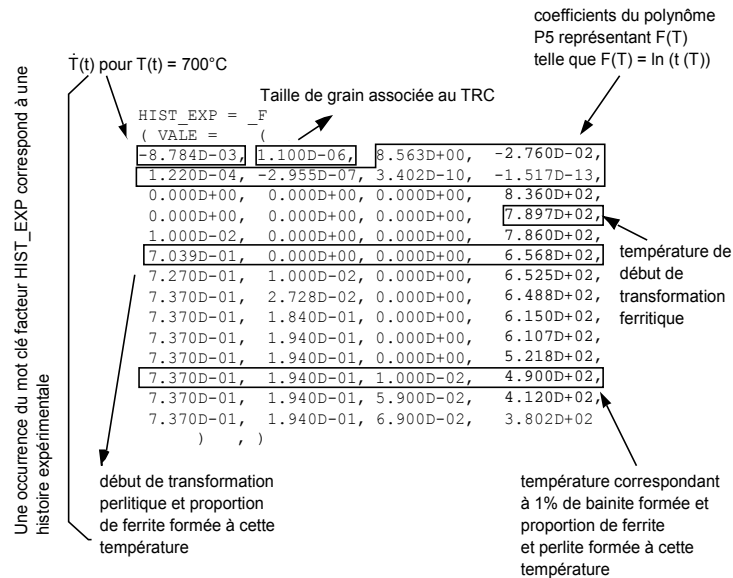 coefficients du polynôme
P5 représentant F(T)
telle que F(T) = ln (t (T))
Ṫ(t) pour T(t) = 700°C
Taille de grain associée au TRC
HIST_EXP = _F
( VALE = (
-8.784D-03, 1.100D-06, 8.563D+00, -2.760D-02,
1.220D-04, -2.955D-07, 3.402D-10, -1.517D-13,
0.000D+00, 0.000D+00, 0.000D+00, 8.360D+02,
0.000D+00, 0.000D+00, 0.000D+00, 7.897D+02,
1.000D-02, 0.000D+00, 0.000D+00, 7.860D+02,
7.039D-01, 0.000D+00, 0.000D+00, 6.568D+02,
7.270D-01, 1.000D-02, 0.000D+00, 6.525D+02,
7.370D-01, 2.728D-02, 0.000D+00, 6.488D+02,
7.370D-01, 1.840D-01, 0.000D+00, 6.150D+02,
7.370D-01, 1.940D-01, 0.000D+00, 6.107D+02,
7.370D-01, 1.940D-01, 0.000D+00, 5.218D+02,
7.370D-01, 1.940D-01, 1.000D-02, 4.900D+02,
7.370D-01, 1.940D-01, 5.900D-02, 4.120D+02,
7.370D-01, 1.940D-01, 6.900D-02, 3.802D+02
) , )
température de
début de
transformation
ferritique
Une occurrence du mot clé facteur HIST_EXP correspond à une
histoire expérimentale
début de transformation
perlitique et proportion
de ferrite formée à cette
température
température correspondant
à 1% de bainite formée et
proportion de ferrite
et perlite formée à cette
température